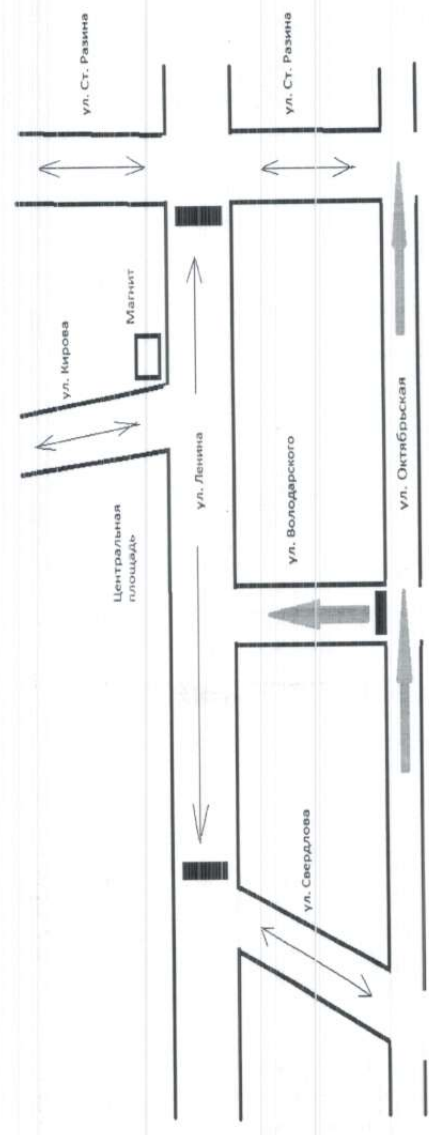 ул. Ст. Разина
ул. Ст. Разина
Магнит
ул. Кирова
Центральная
площадь
ул. Ленина
ул. Володарского
ул. Октябрьская
ул. Свердлова